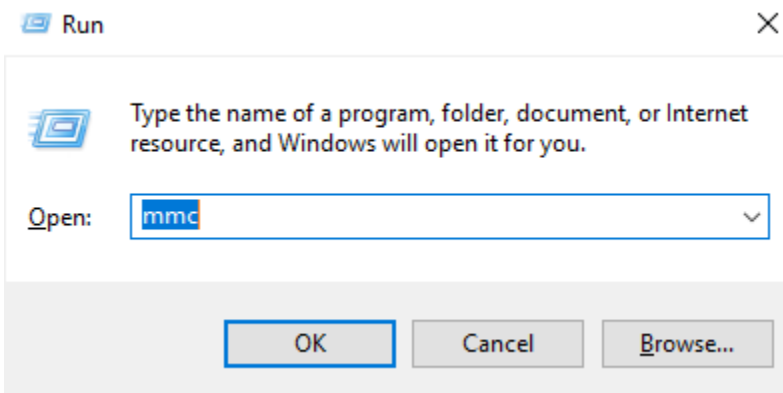 Run
Type the name of a program, folder, document, or Internet
resource, and Windows will open it for you.
Open: mmc
OK Cancel Browse...